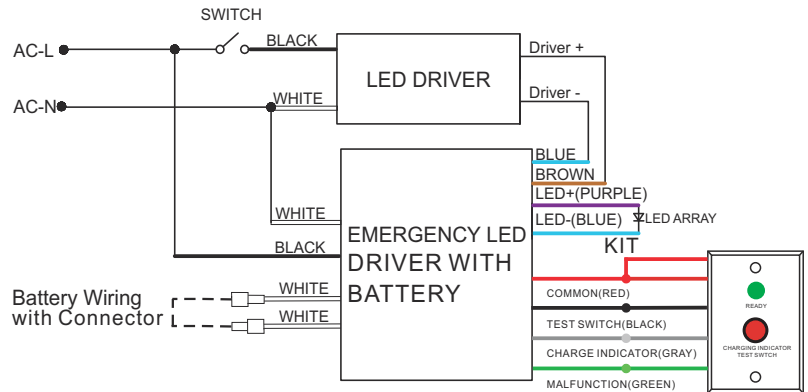 SWITCH
AC-L
BLACK
LED DRIVER
Driver +
Driver -
AC-N
WHITE
BLUE
BROWN
LED+(PURPLE)
LED-(BLUE)
LED ARRAY
KIT
WHITE
BLACK
EMERGENCY LED
DRIVER WITH
BATTERY
Battery Wiring
with Connector
WHITE
WHITE
COMMON(RED)
TEST SWITCH(BLACK)
CHARGE INDICATOR(GRAY)
MALFUNCTION(GREEN)
READY
CHARGING INDICATOR
TEST SWTCH